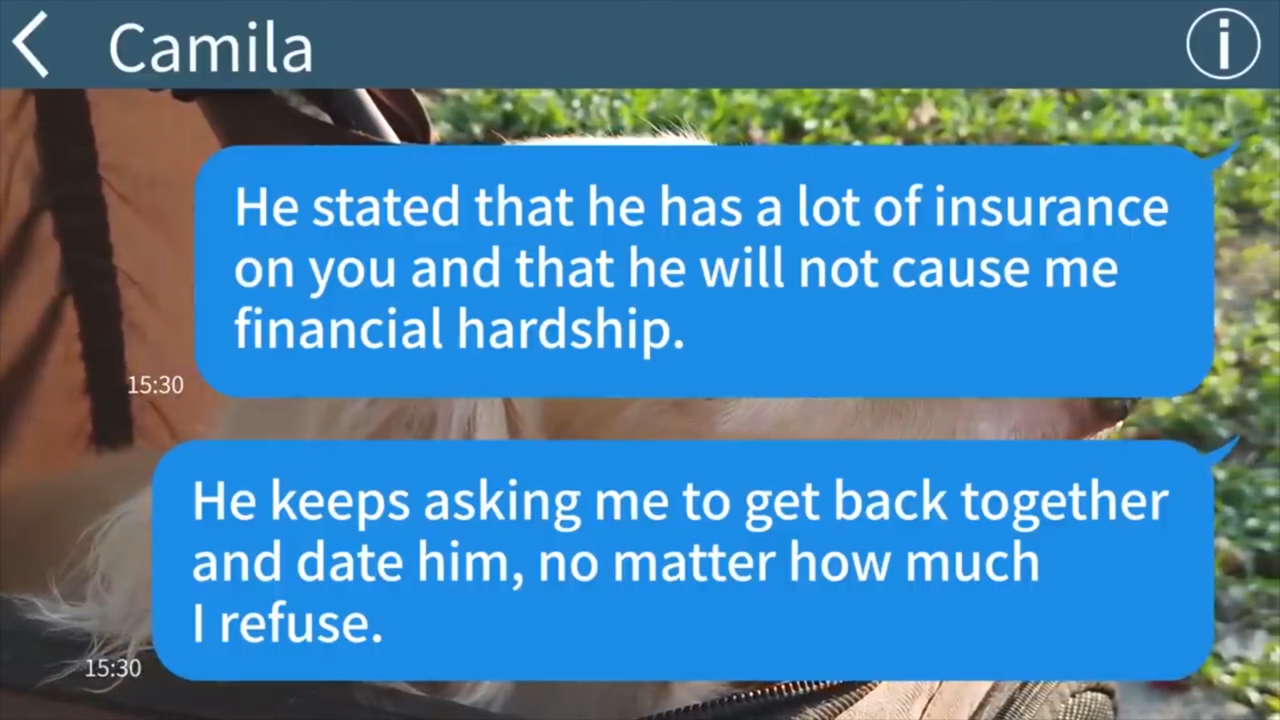 Camila
i
He stated that he has a lot of insurance
on you and that he will not cause me
financial hardship.
15:30
He keeps asking me to get back together
and date him, no matter how much
I refuse.
15:30